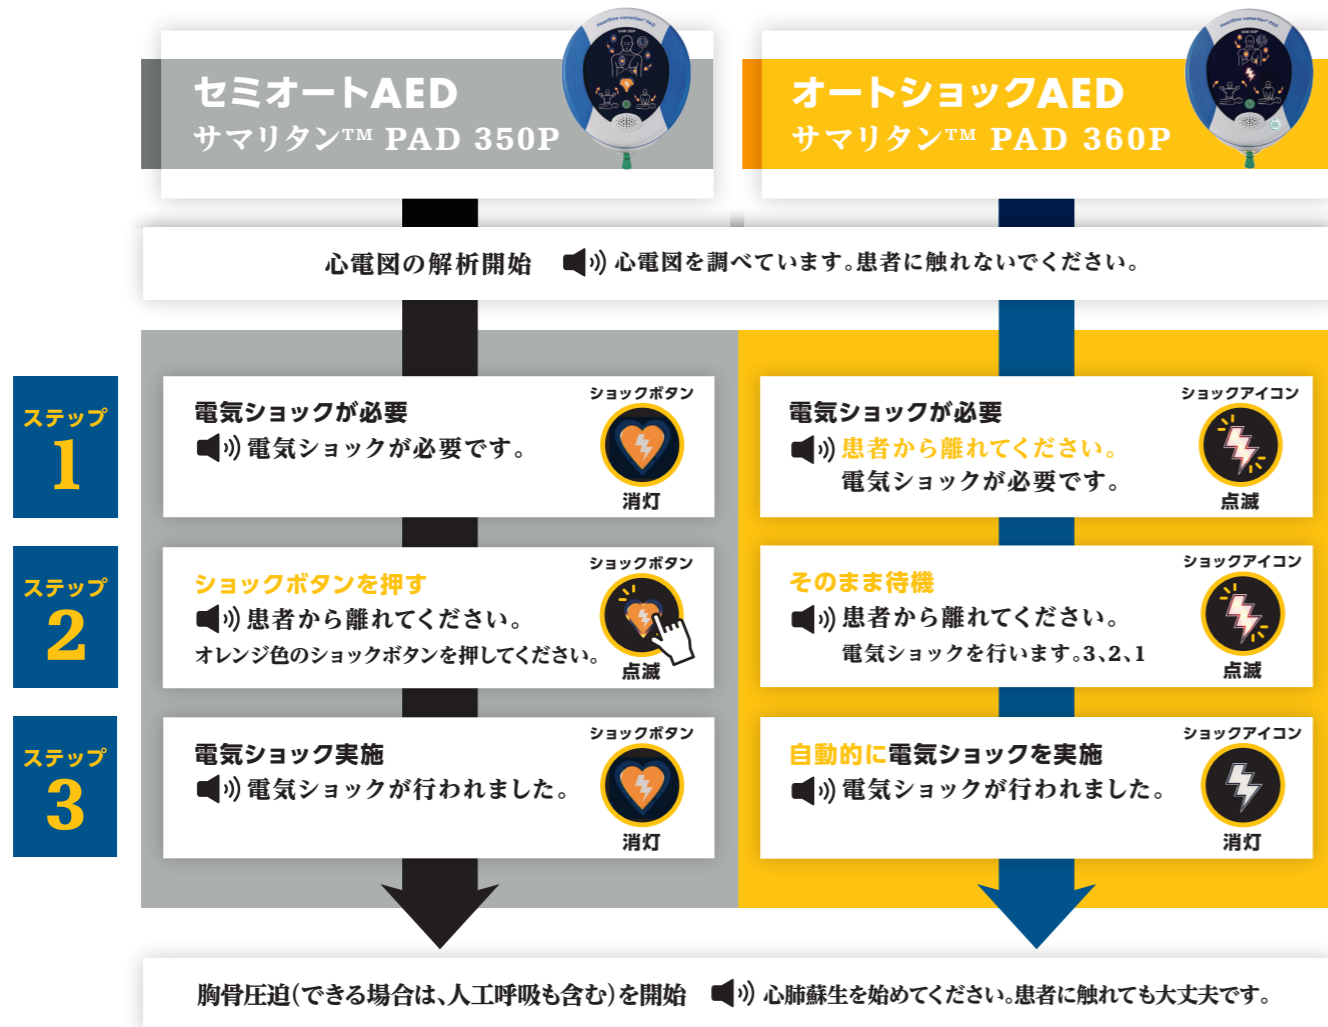 セミオートAED
サマリタン™ PAD 350P
オートショックAED
サマリタン™ PAD 360P
心電図の解析開始 心電図を調べています。患者に触れないでください。
ステップ
1
電気ショックが必要
電気ショックが必要です。
ショックボタン
消灯
電気ショックが必要
患者から離れてください。
電気ショックが必要です。
ショックアイコン
点滅
ステップ
2
ショックボタンを押す
患者から離れてください。
オレンジ色のショックボタンを押してください。
ショックボタン
点滅
そのまま待機
患者から離れてください。
電気ショックを行います。3、2、1
ショックアイコン
点滅
ステップ
3
電気ショック実施
電気ショックが行われました。
ショックボタン
消灯
自動的に電気ショックを実施
電気ショックが行われました。
ショックアイコン
消灯
胸骨圧迫(できる場合は、人工呼吸も含む)を開始 心肺蘇生を始めてください。患者に触れても大丈夫です。